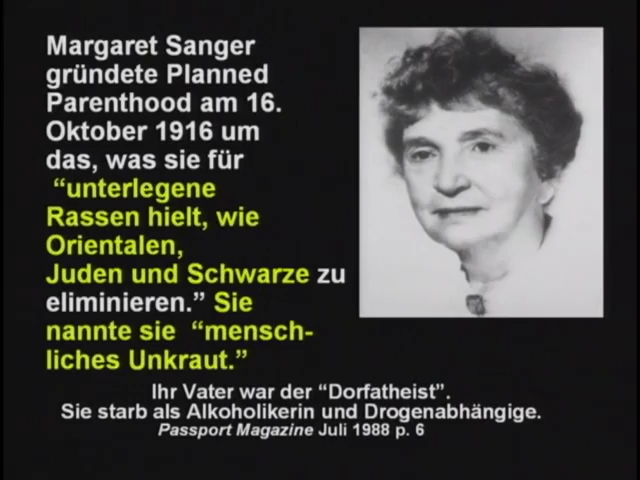 Margaret Sanger
gründete Planned
Parenthood am 16.
Oktober 1916 um
das, was sie für
“unterlegene
Rassen hielt, wie
Orientalen,
Juden und Schwarze zu
eliminieren.” Sie
nannte sie “mensch-
liches Unkraut.”
Ihr Vater war der “Dorfatheist”.
Sie starb als Alkoholikerin und Drogenabhängige.
Passport Magazine Juli 1988 p. 6